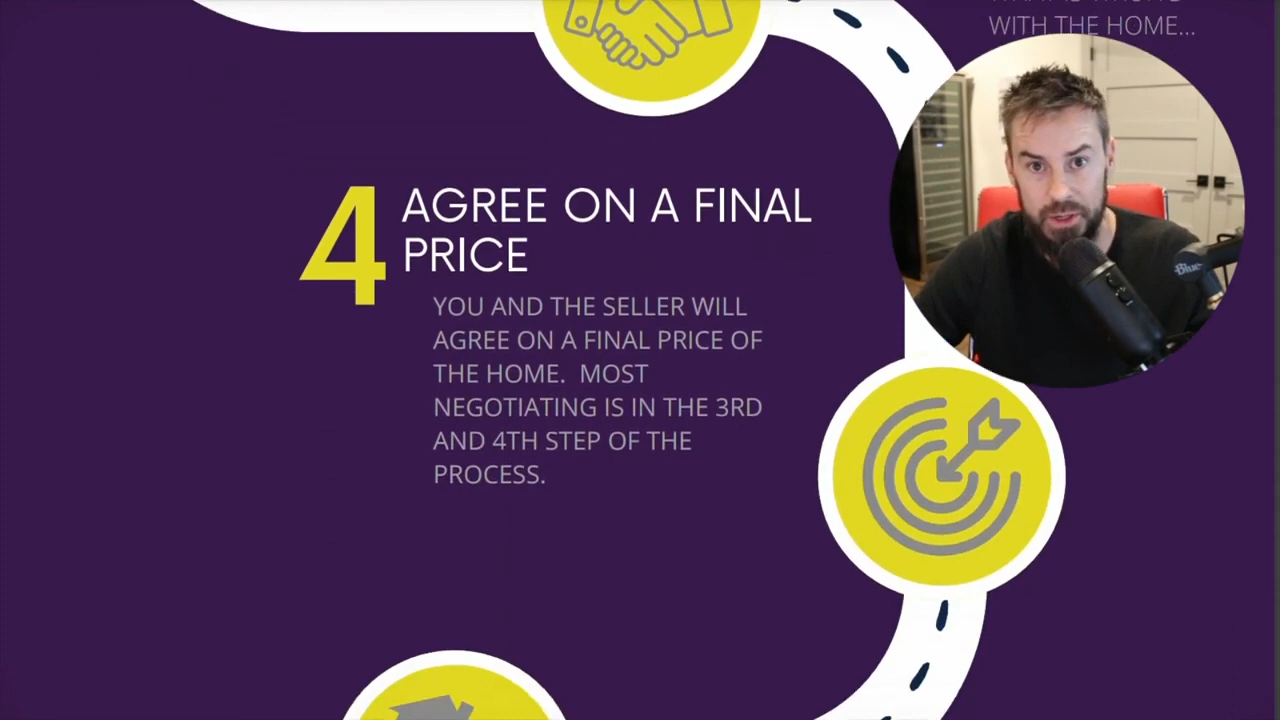 WITH THE HOME...
4
AGREE ON A FINAL
PRICE
YOU AND THE SELLER WILL
AGREE ON A FINAL PRICE OF
THE HOME.  MOST
NEGOTIATING IS IN THE 3RD
AND 4TH STEP OF THE
PROCESS.
Blue